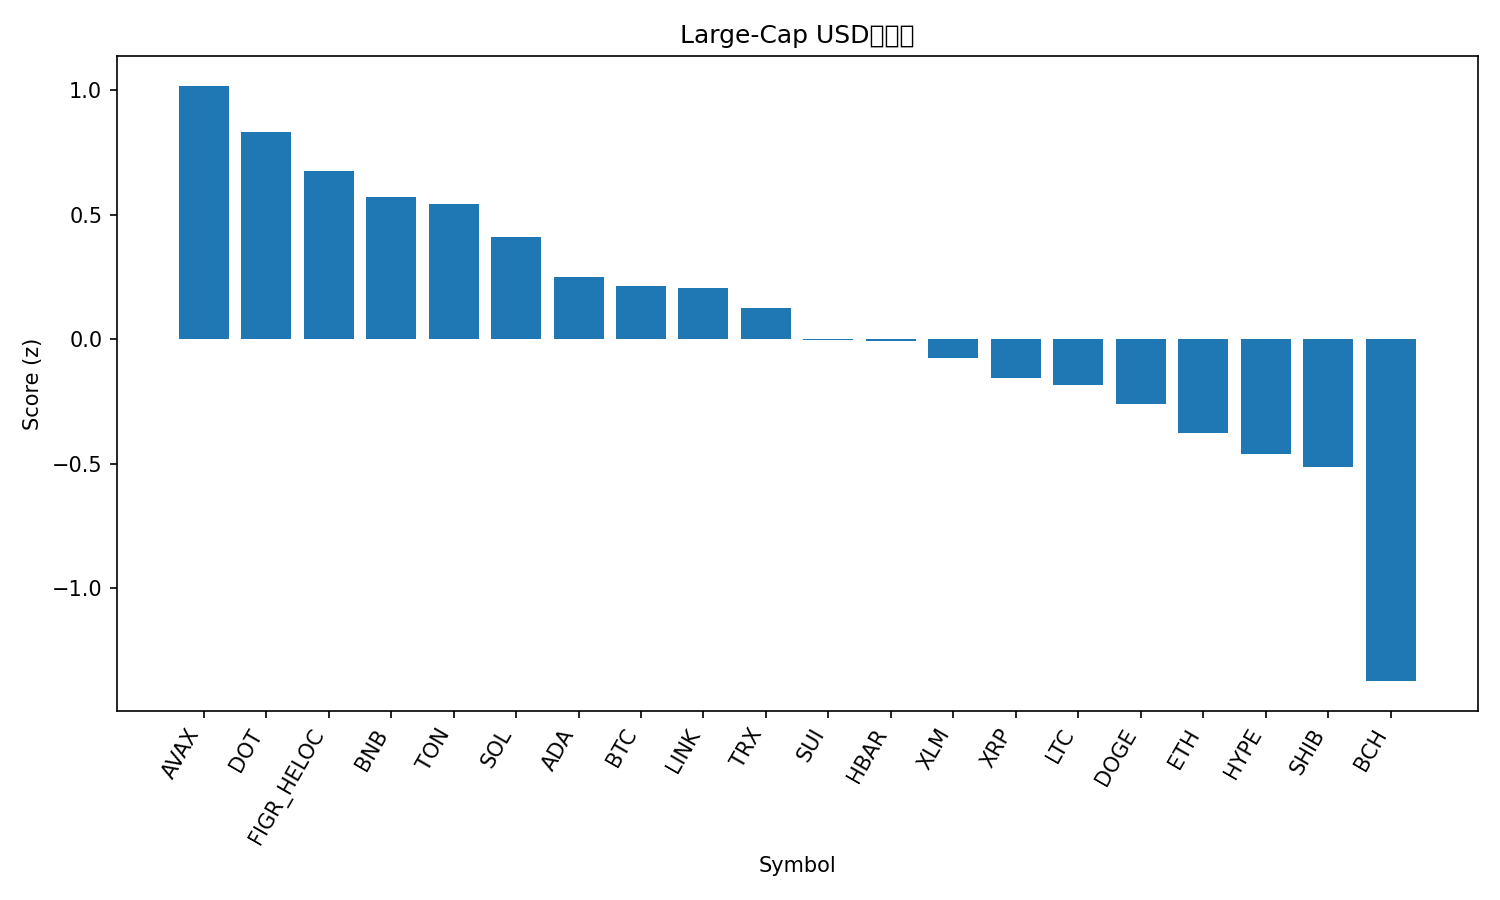 Large-Cap USD
Score (z)
1.0
0.5
0.0
−0.5
−1.0
AVAX
DOT
FIGR_HELOC
BNB
TON
SOL
ADA
BTC
LINK
TRX
SUI
HBAR
XLM
XRP
LTC
DOGE
ETH
HYPE
SHIB
BCH
Symbol